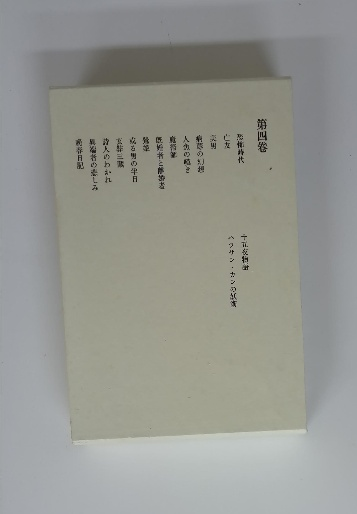 第四巻
恐怖時代
亡友
美男
病蓐の幻想
人魚の嘆き
魔術師
既婚者と離婚者
鶯姫
或る男の半日
玄弉三蔵
詩人のわかれ
異端者の悲しみ
晩春日記
十五夜物語
ハツサン・カンの妖術